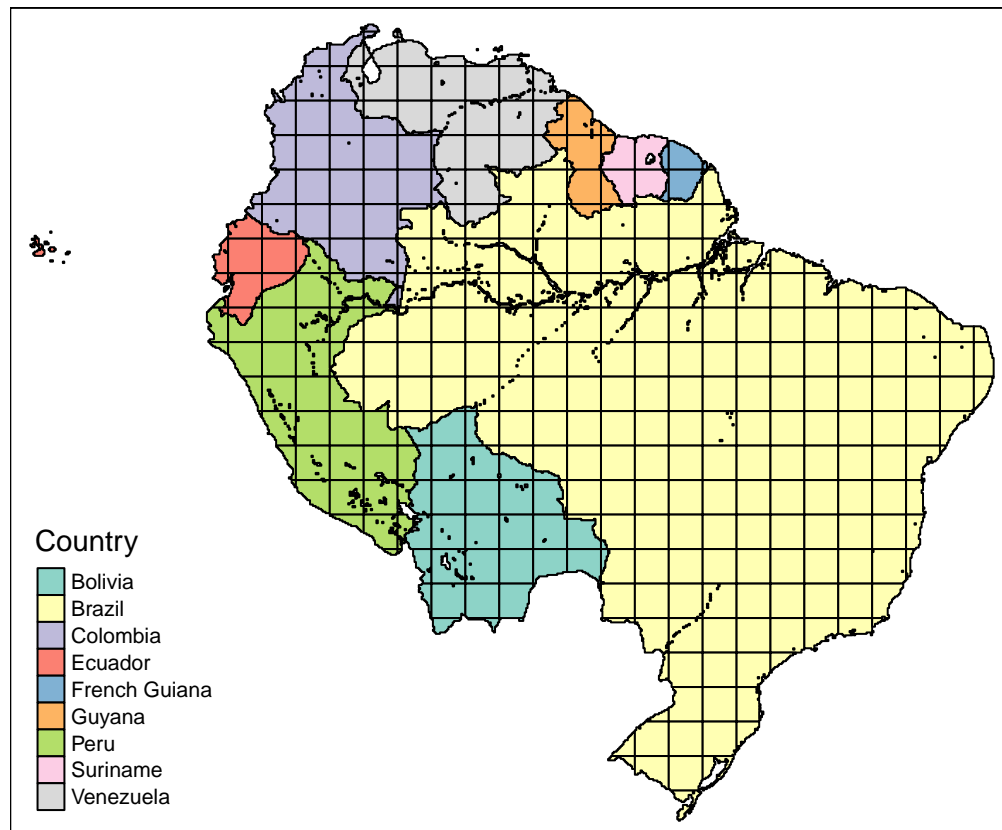 Country
Bolivia
Brazil
Colombia
Ecuador
French Guiana
Guyana
Peru
Suriname
Venezuela